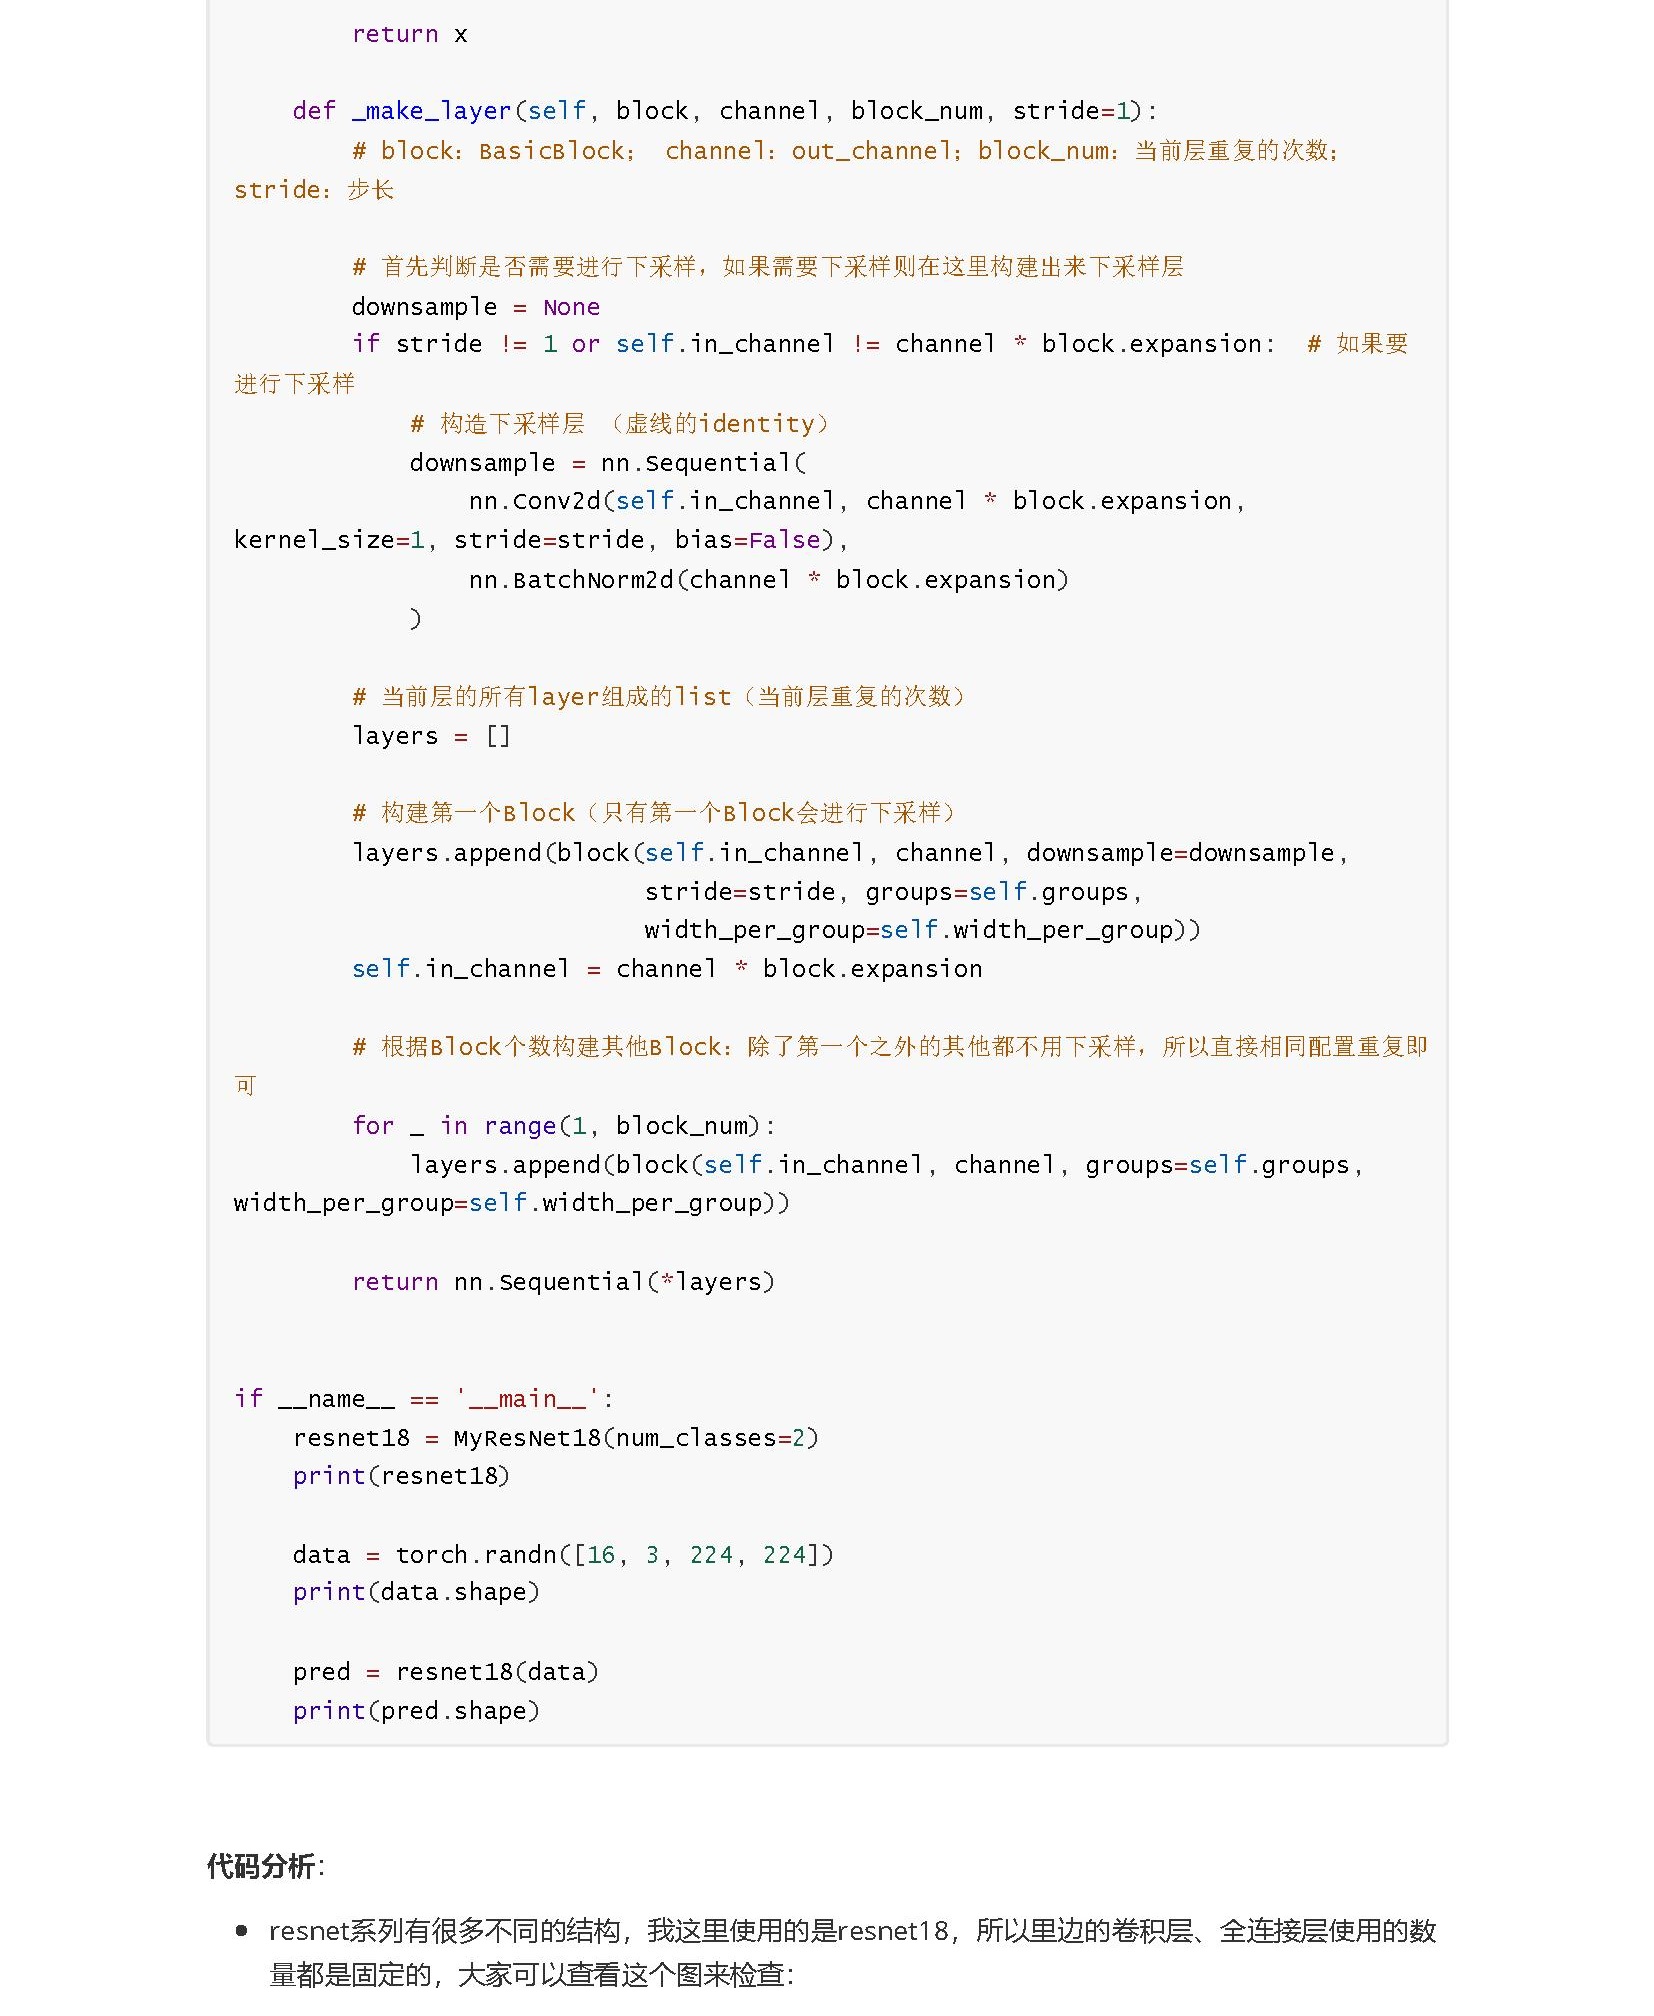 return x
def _make_layer(self, block, channel, block_num, stride=1):
# block：BasicBlock； channel：out_channel；block_num：当前层重复的次数；
stride：步长
# 首先判断是否需要进行下采样，如果需要下采样则在这里构建出来下采样层
downsample = None
if stride != 1 or self.in_channel != channel * block.expansion:  # 如果要
进行下采样
# 构造下采样层 （虚线的identity）
downsample = nn.Sequential(
nn.Conv2d(self.in_channel, channel * block.expansion,
kernel_size=1, stride=stride, bias=False),
nn.BatchNorm2d(channel * block.expansion)
)
# 当前层的所有layer组成的list（当前层重复的次数）
layers = []
# 构建第一个Block（只有第一个Block会进行下采样）
layers.append(block(self.in_channel, channel, downsample=downsample,
stride=stride, groups=self.groups,
width_per_group=self.width_per_group))
self.in_channel = channel * block.expansion
# 根据Block个数构建其他Block：除了第一个之外的其他都不用下采样，所以直接相同配置重复即
可
for _ in range(1, block_num):
layers.append(block(self.in_channel, channel, groups=self.groups,
width_per_group=self.width_per_group))
return nn.Sequential(*layers)
if __name__ == '__main__':
resnet18 = MyResNet18(num_classes=2)
print(resnet18)
data = torch.randn([16, 3, 224, 224])
print(data.shape)
pred = resnet18(data)
print(pred.shape)
代码分析：
● resnet系列有很多不同的结构，我这里使用的是resnet18，所以里边的卷积层、全连接层使用的数
量都是固定的，大家可以查看这个图来检查：